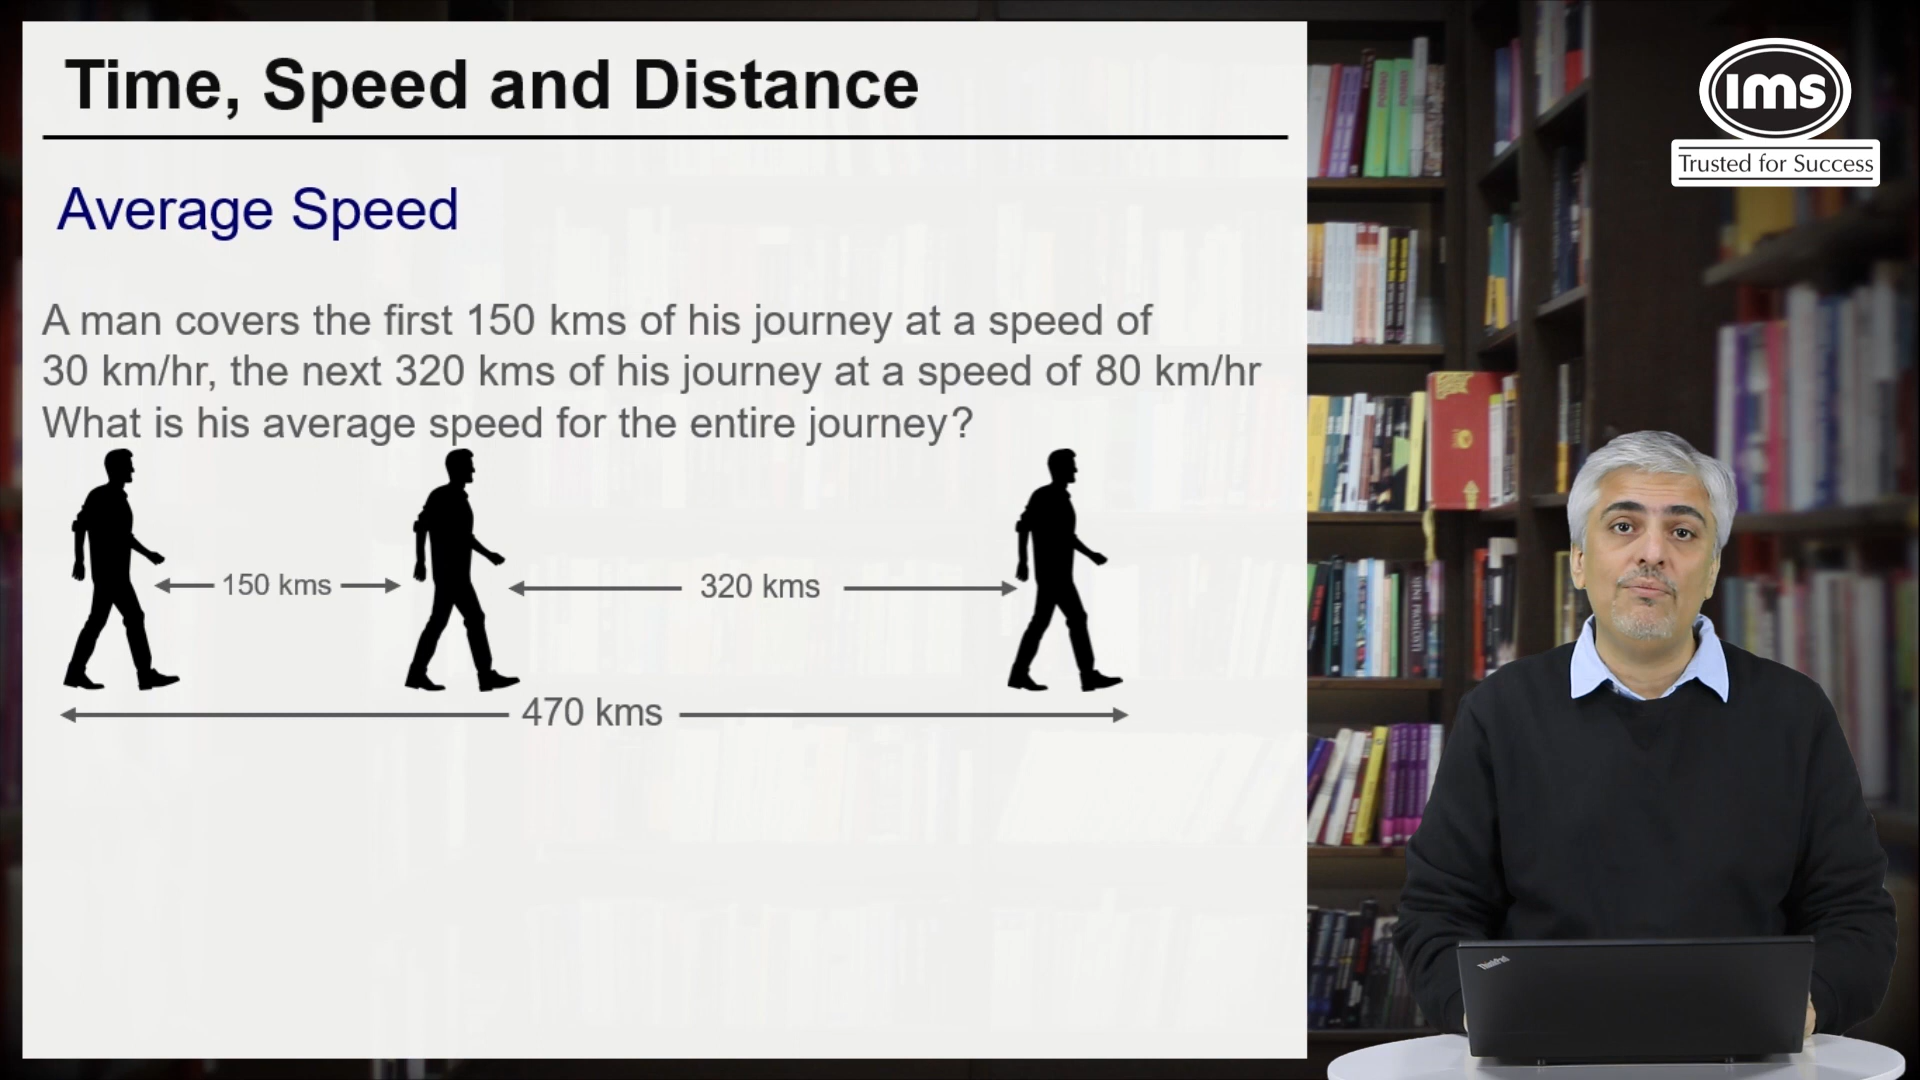 Time, Speed and Distance
Average Speed
A man covers the first 150 kms of his journey at a speed of
30 km/hr, the next 320 kms of his journey at a speed of 80 km/hr
What is his average speed for the entire journey?
150 kms
320 kms
470 kms
ims
Trusted for Success
ThinkPad